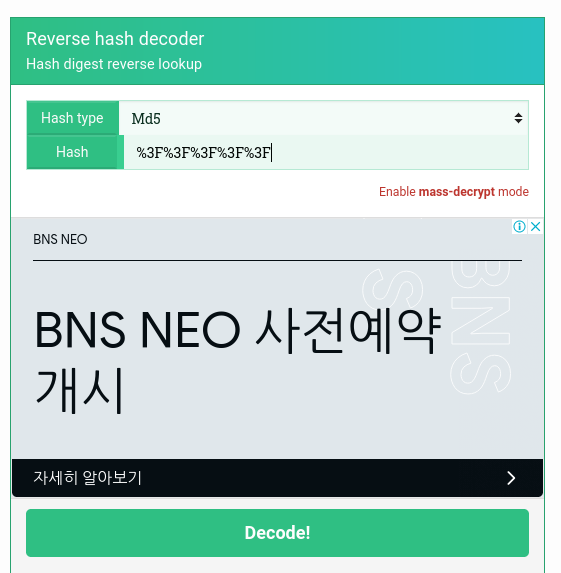 Reverse hash decoder
Hash digest reverse lookup
Hash type Md5
Hash %3F%3F%3F%3F%3F
Enable mass-decrypt mode
BNS NEO
BNS NEO 사전예약
개시
BNS
S
자세히 알아보기
Decode!